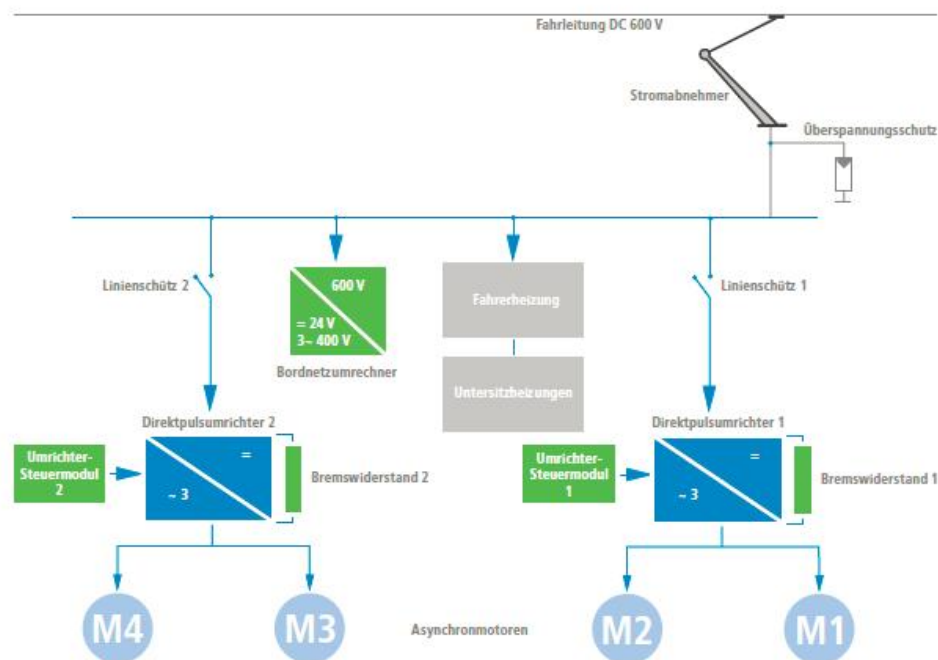 Fahrleitung DC 600 V
Stromabnehmer
Überspannungsschutz
Linienschütz 2
600 V
= 24 V
3~ 400 V
Bordnetzumrechner
Fahrerheizung
Untersitzheizungen
Linienschütz 1
Direktpulsumrichter 2
Umrichter-
Steuermodul
2
=
~ 3
Bremswiderstand 2
Direktpulsumrichter 1
Umrichter-
Steuermodul
1
=
~ 3
Bremswiderstand 1
M4
M3
Asynchronmotoren
M2
M1